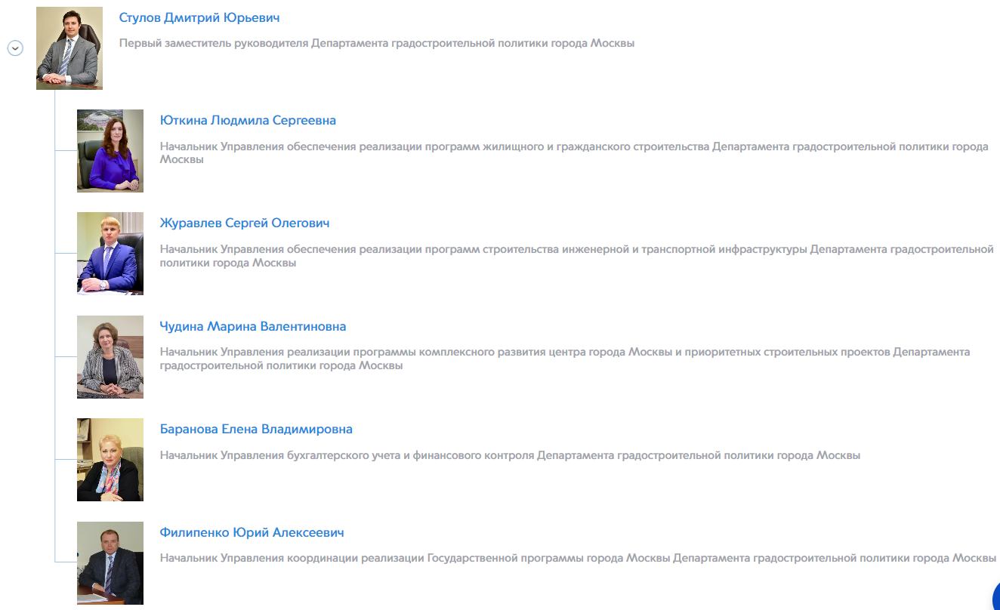 Стулов Дмитрий Юрьевич
Первый заместитель руководителя Департамента градостроительной политики города Москвы
Юткина Людмила Сергеевна
Начальник Управления обеспечения реализации программ жилищного и гражданского строительства Департамента градостроительной политики города
Москвы
Журавлев Сергей Олегович
Начальник Управления обеспечения реализации программ строительства инженерной и транспортной инфраструктуры Департамента градостроительной
политики города Москвы
Чудина Марина Валентиновна
Начальник Управления реализации программы комплексного развития центра города Москвы и приоритетных строительных проектов Департамента
градостроительной политики города Москвы
Баранова Елена Владимировна
Начальник Управления бухгалтерского учета и финансового контроля Департамента градостроительной политики города Москвы
Филипенко Юрий Алексеевич
Начальник Управления координации реализации Государственной программы города Москвы Департамента градостроительной политики города Москвы